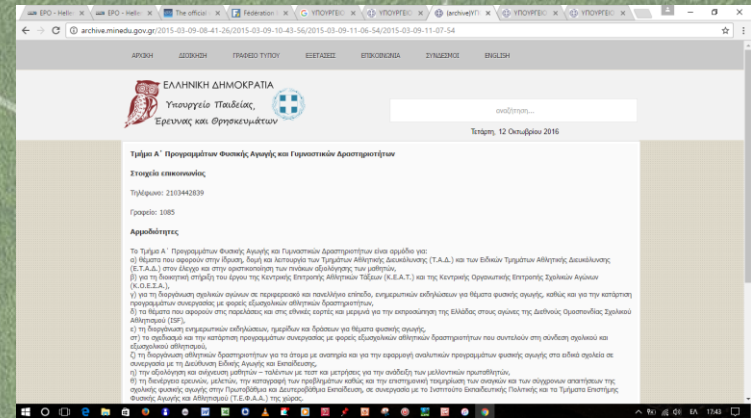 EPO - Helle
EPO - Helle
The official
Federation
ΥΠΟΥΡΓΕΙΟ
ΥΠΟΥΡΓΕΙΟ
[archive]ΥΠ
ΥΠΟΥΡΓΕΙΟ
ΥΠΟΥΡΓΕΙΟ
archive.minedu.gov.gr/2015-03-09-08-41-26/2015-03-09-10-43-56/2015-03-09-11-06-54/2015-03-09-11-07-54
ΑΡΧΙΚΗ ΔΙΟΙΚΗΣΗ ΓΡΑΦΕΙΟ ΤΥΠΟΥ ΕΞΕΤΑΣΕΙΣ ΕΠΙΚΟΙΝΩΝΙΑ ΣΥΝΔΕΣΜΟΙ ENGLISH
ΕΛΛΗΝΙΚΗ ΔΗΜΟΚΡΑΤΙΑ
Υπουργείο Παιδείας,
Έρευνας και Θρησκευμάτων
αναζήτηση...
Τετάρτη, 12 Οκτωβρίου 2016
Τμήμα Α΄ Προγραμμάτων Φυσικής Αγωγής και Γυμναστικών Δραστηριοτήτων
Στοιχεία επικοινωνίας
Τηλέφωνο: 2103442839
Γραφείο: 1085
Αρμοδιότητες
Το Τμήμα Α΄ Προγραμμάτων Φυσικής Αγωγής και Γυμναστικών Δραστηριοτήτων είναι αρμόδιο για:
α) θέματα που αφορούν στην ίδρυση, δομή και λειτουργία των Τμημάτων Αθλητικής Διευκόλυνσης (Τ.Α.Δ.) και των Ειδικών Τμημάτων Αθλητικής Διευκόλυνσης
(Ε.Τ.Α.Δ.) στον έλεγχο και στην οριστικοποίηση των πινάκων αξιολόγησης των μαθητών,
β) για τη διοικητική στήριξη του έργου της Κεντρικής Επιτροπής Αθλητικών Τάξεων (Κ.Ε.Α.Τ.) και της Κεντρικής Οργανωτικής Επιτροπής Σχολικών Αγώνων
(Κ.Ο.Ε.Σ.Α.),
γ) για τη διοργάνωση σχολικών αγώνων σε περιφερειακό και πανελλήνιο επίπεδο, ενημερωτικών εκδηλώσεων για θέματα φυσικής αγωγής, καθώς και για την κατάρτιση
προγραμμάτων συνεργασίας με φορείς εξωσχολικών αθλητικών δραστηριοτήτων,
δ) τα θέματα που αφορούν στις παρελάσεις και στις εθνικές εορτές και μεριμνά για την εκπροσώπηση της Ελλάδας στους αγώνες της Διεθνούς Ομοσπονδίας Σχολικού
Αθλητισμού (ISF),
ε) τη διοργάνωση ενημερωτικών εκδηλώσεων, ημερίδων και δράσεων για θέματα φυσικής αγωγής,
στ) το σχεδιασμό και την κατάρτιση προγραμμάτων συνεργασίας με φορείς εξωσχολικών αθλητικών δραστηριοτήτων που συντελούν στη σύνδεση σχολικού και
εξωσχολικού αθλητισμού,
ζ) τη διοργάνωση αθλητικών δραστηριοτήτων για τα άτομα με αναπηρία και για την εφαρμογή αναλυτικών προγραμμάτων φυσικής αγωγής στα ειδικά σχολεία σε
συνεργασία με τη Διεύθυνση Ειδικής Αγωγής και Εκπαίδευσης,
η) την αξιολόγηση και ανίχνευση μαθητών – ταλέντων με τεστ και μετρήσεις για την ανάδειξη των μελλοντικών πρωταθλητών,
θ) τη διενέργεια ερευνών, μελετών, την καταγραφή των προβλημάτων καθώς και την επιστημονική τεκμηρίωση των αναγκών και των σύγχρονων απαιτήσεων της
σχολικής φυσικής αγωγής στην Πρωτοβάθμια και Δευτεροβάθμια Εκπαίδευση, σε συνεργασία με το Ινστιτούτο Εκπαιδευτικής Πολιτικής και τα Τμήματα Επιστήμης
Φυσικής Αγωγής και Αθλητισμού (Τ.Ε.Φ.Α.Α.) της χώρας.
ΕΛ 17:43